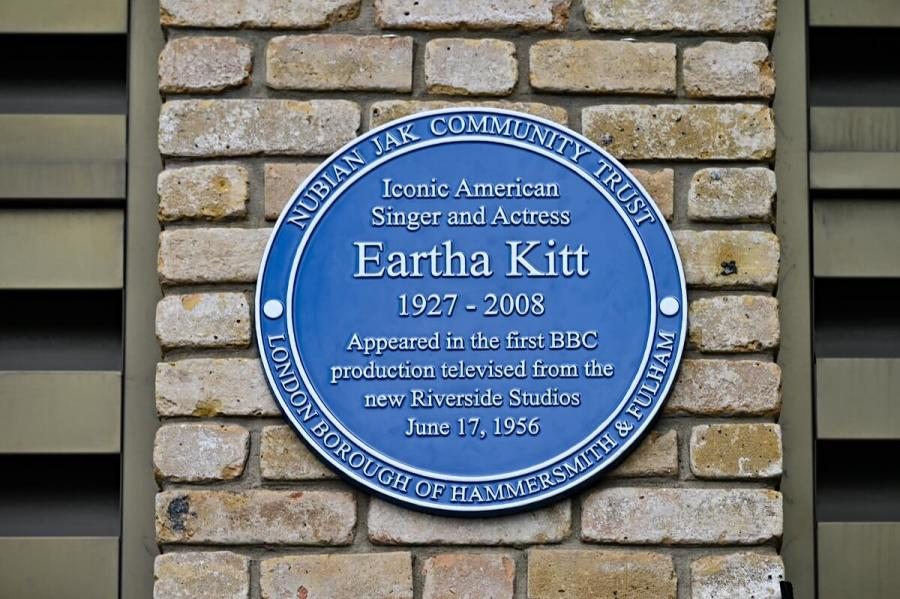 NUBIAN JAK COMMUNITY TRUST
Iconic American
Singer and Actress
Eartha Kitt
1927 - 2008
Appeared in the first BBC
production televised from the
new Riverside Studios
June 17, 1956
LONDON BOROUGH OF HAMMERSMITH & FULHAM